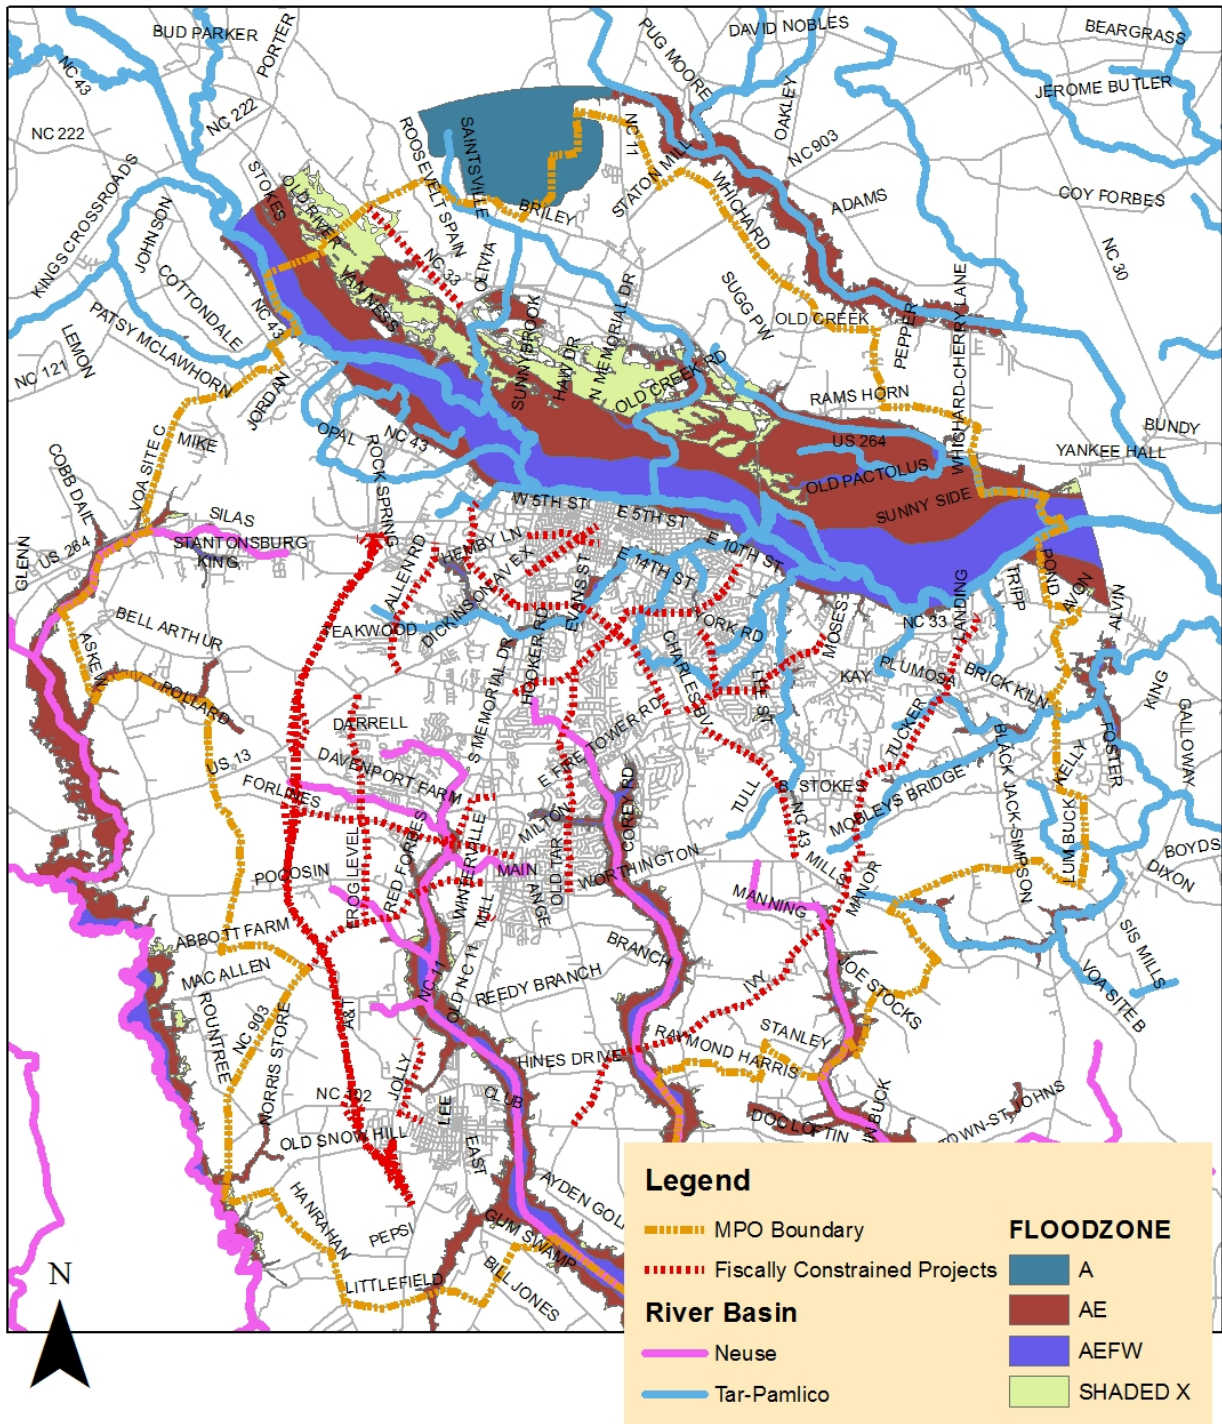 BUD PARKER
PORTER
PUG MOORE
DAVID NOBLES
BEARGRASS
NC 43
JEROME BUTLER
OAKLEY
NC 222
NC 222
ROOSEVELT SPAIN
SAINTSVILLE
NC 11
STATON MILL
NC 903
KINGSCROSSROADS
JOHNSON
STOKES
OLD RIVER
BRILEY
WHICHARD
ADAMS
COY FORBES
NC 33
OLIVIA
NC 30
COTTONDALE
VAN NESS
NC 43
SUNNYBROOK
HAW DR
N MEMORIAL DR
SUGG PW
OLD CREEK
PEPPER
WHICHARD-CHERRY LANE
PATSY MCLAWHORN
LEMON
NC 121
JORDAN
OLD CREEK RD
RAMS HORN
BUNDY
YANKEE HALL
US 264
OLD PACTOLUS
SUNNY SIDE
VOA SITE C
MIKE
OPAL
NC 43
ROCK SPRING
COBB DAIL
SILAS
STANTONSBURG
KING
US 264
GLENN
W 5TH ST
E 5TH ST
HEMBY LN
ALLEN RD
DICKINSON AVE X
EVANS ST
E 14TH ST
E 10TH ST
POND
AVON
TRIPP
LANDING
NC 33
ALVIN
BELL ARTHUR
TEAKWOOD
HOOKER RD
YORK RD
CHARLES BV
MOSES
KAY
PLUMOSA
BRICK KILN
KING
GALLOWAY
ASKEW
POLLARD
DARRELL
S MEMORIAL DR
LEE ST
TUCKER
BLACK JACK-SIMPSON
KELLY
FOSTER
US 13
FORLINES
DAVENPORT FARM
E FIRE TOWER RD
COREY RD
TULL
S. STOKES
MOBLEYS BRIDGE
NC 43
MILLS
LUM BUCK
BOYDS
DIXON
FROG LEVEL
RED FORBES
WINTERVILLE
MILTON
MAIN
OLD TAR
WORTHINGTON
POCOSIN
MILL
ANGE
MANNING
MANOR
ABBOTT FARM
MAC ALLEN
BRANCH
REEDY BRANCH
NC 11
OLD NC 11
IVY
JOE STOCKS
SIS MILLS
VOA SITE B
ROUNTREE
NC 903
NORRIS STORE
A&T
HINES DRIVE
RAYMOND HARRIS
STANLEY
JOLLY
NC 102
LEE
CLUB
OLD SNOW HILL
EAST
DOC LOFTIN
N BUCK
TOWN-ST JOHNS
HANRAHAN
PEPSI
LITTLEFIELD
GUM SWAMP
BILL JONES
AYDEN GOL
N
Legend
MPO Boundary
Fiscally Constrained Projects
River Basin
Neuse
Tar-Pamlico
FLOODZONE
A
AE
AEFW
SHADED X